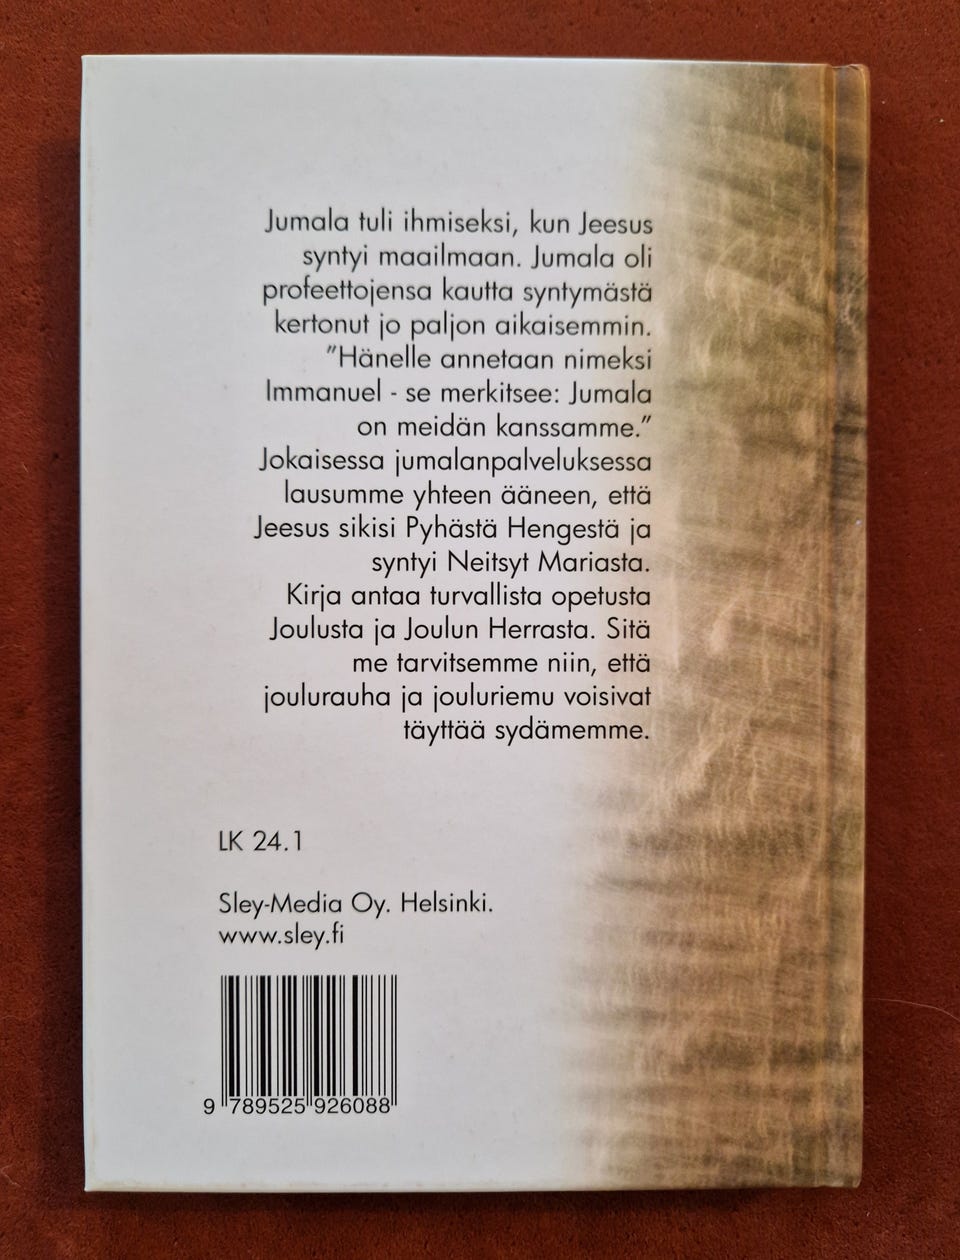 Jumala tuli ihmiseksi, kun Jeesus
syntyi maailmaan. Jumala oli
profeettojensa kautta syntymästä
kertonut jo paljon aikaisemmin.
”Hänelle annetaan nimeksi
Immanuel - se merkitsee: Jumala
on meidän kanssamme.”
Jokaisessa jumalanpalveluksessa
lausumme yhteen ääneen, että
Jeesus sikisi Pyhästä Hengestä ja
syntyi Neitsyt Mariasta.
Kirja antaa turvallista opetusta
Joulusta ja Joulun Herrasta. Sitä
me tarvitsemme niin, että
joulurauha ja jouluriemu voisivat
täyttää sydämemme.
LK 24.1
Sley-Media Oy. Helsinki.
www.sley.fi
9 789525 926088